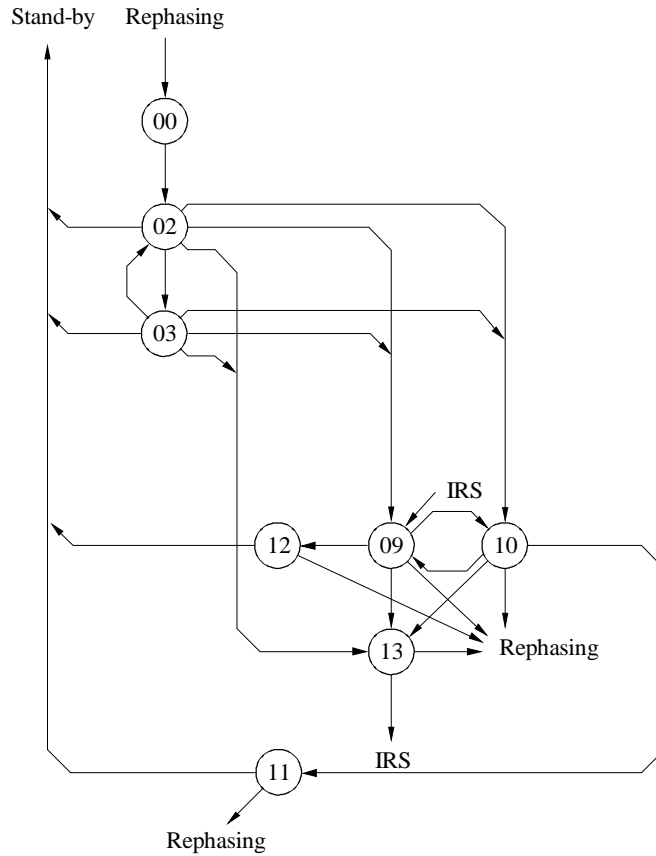 Stand-by
Rephasing
00
02
03
IRS
12
09
10
13
Rephasing
IRS
11
Rephasing